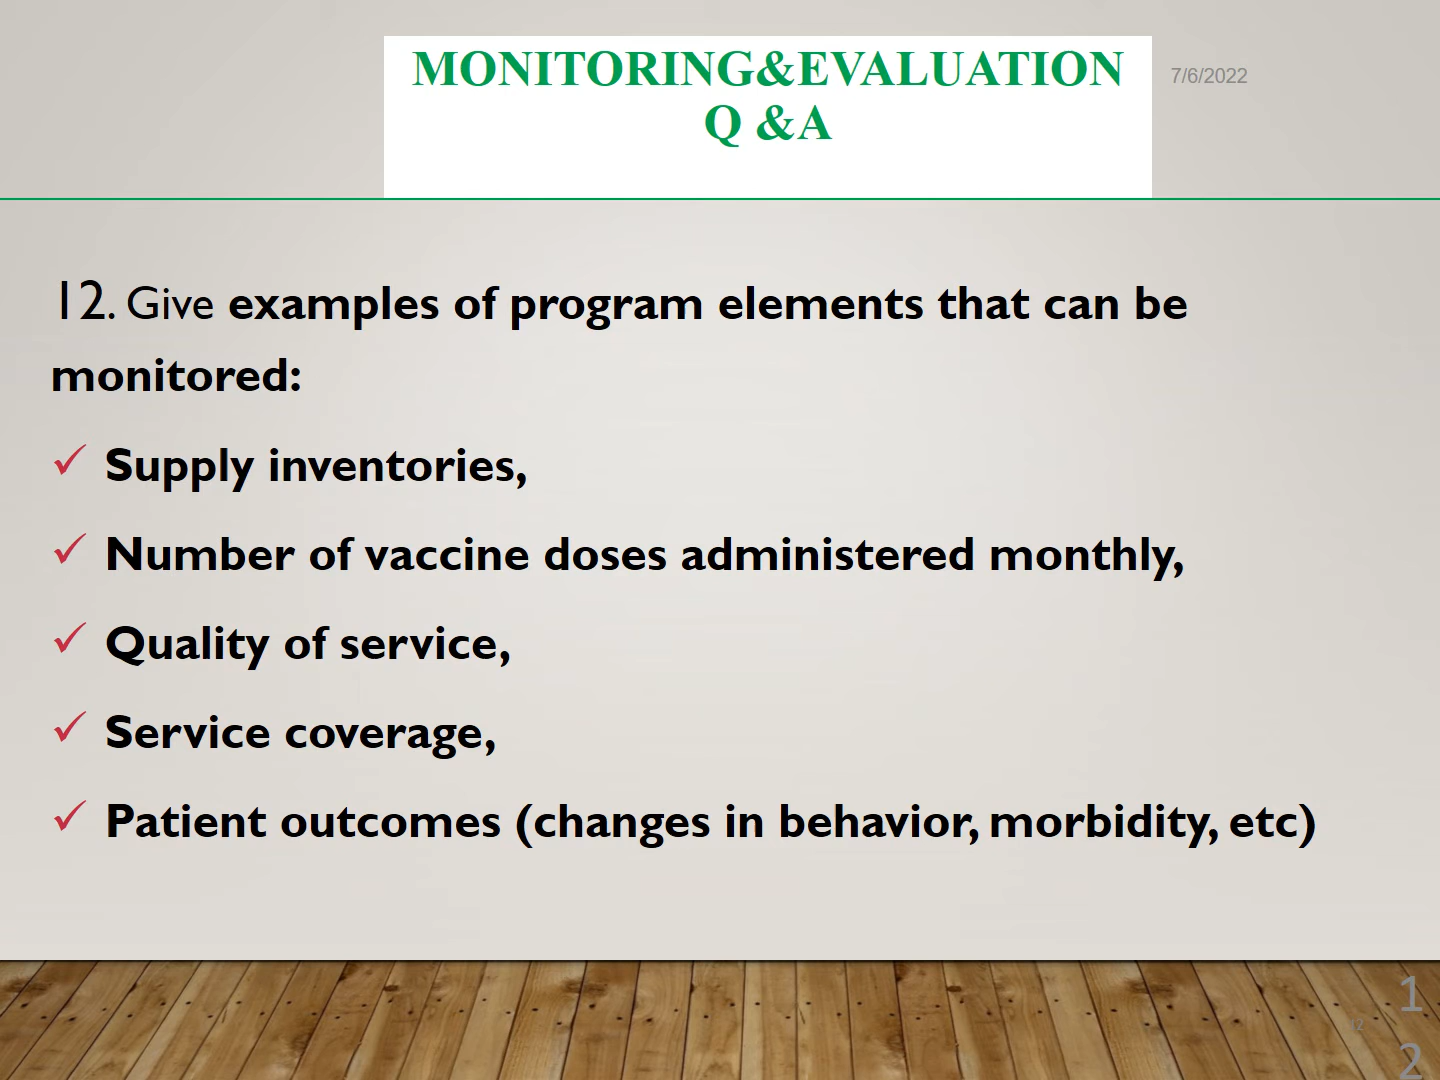 MONITORING&EVALUATION
Q &A
7/6/2022
12. Give examples of program elements that can be
monitored:
✓ Supply inventories,
✓ Number of vaccine doses administered monthly,
✓ Quality of service,
✓ Service coverage,
✓ Patient outcomes (changes in behavior, morbidity, etc)
12
1
2